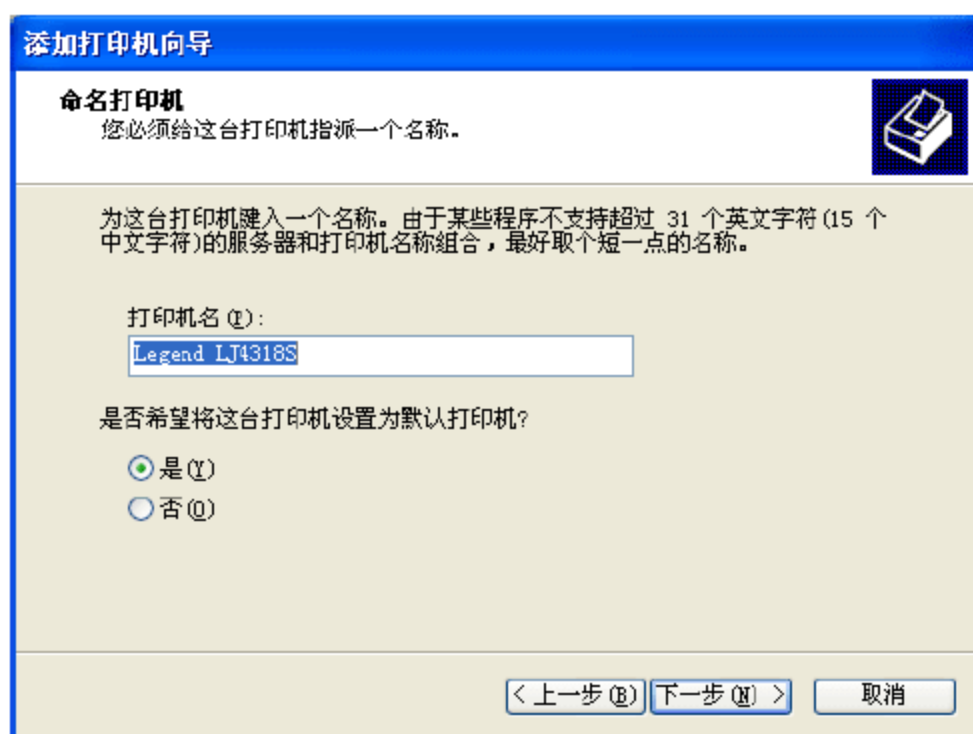 添加打印机向导
命名打印机
您必须给这台打印机指派一个名称。
为这台打印机键入一个名称。由于某些程序不支持超过 31 个英文字符(15 个
中文字符)的服务器和打印机名称组合，最好取个短一点的名称。
打印机名(P):
Legend LJ4318S
是否希望将这台打印机设置为默认打印机?
是(Y)
否(O)
< 上一步(B) 下一步(N) > 取消